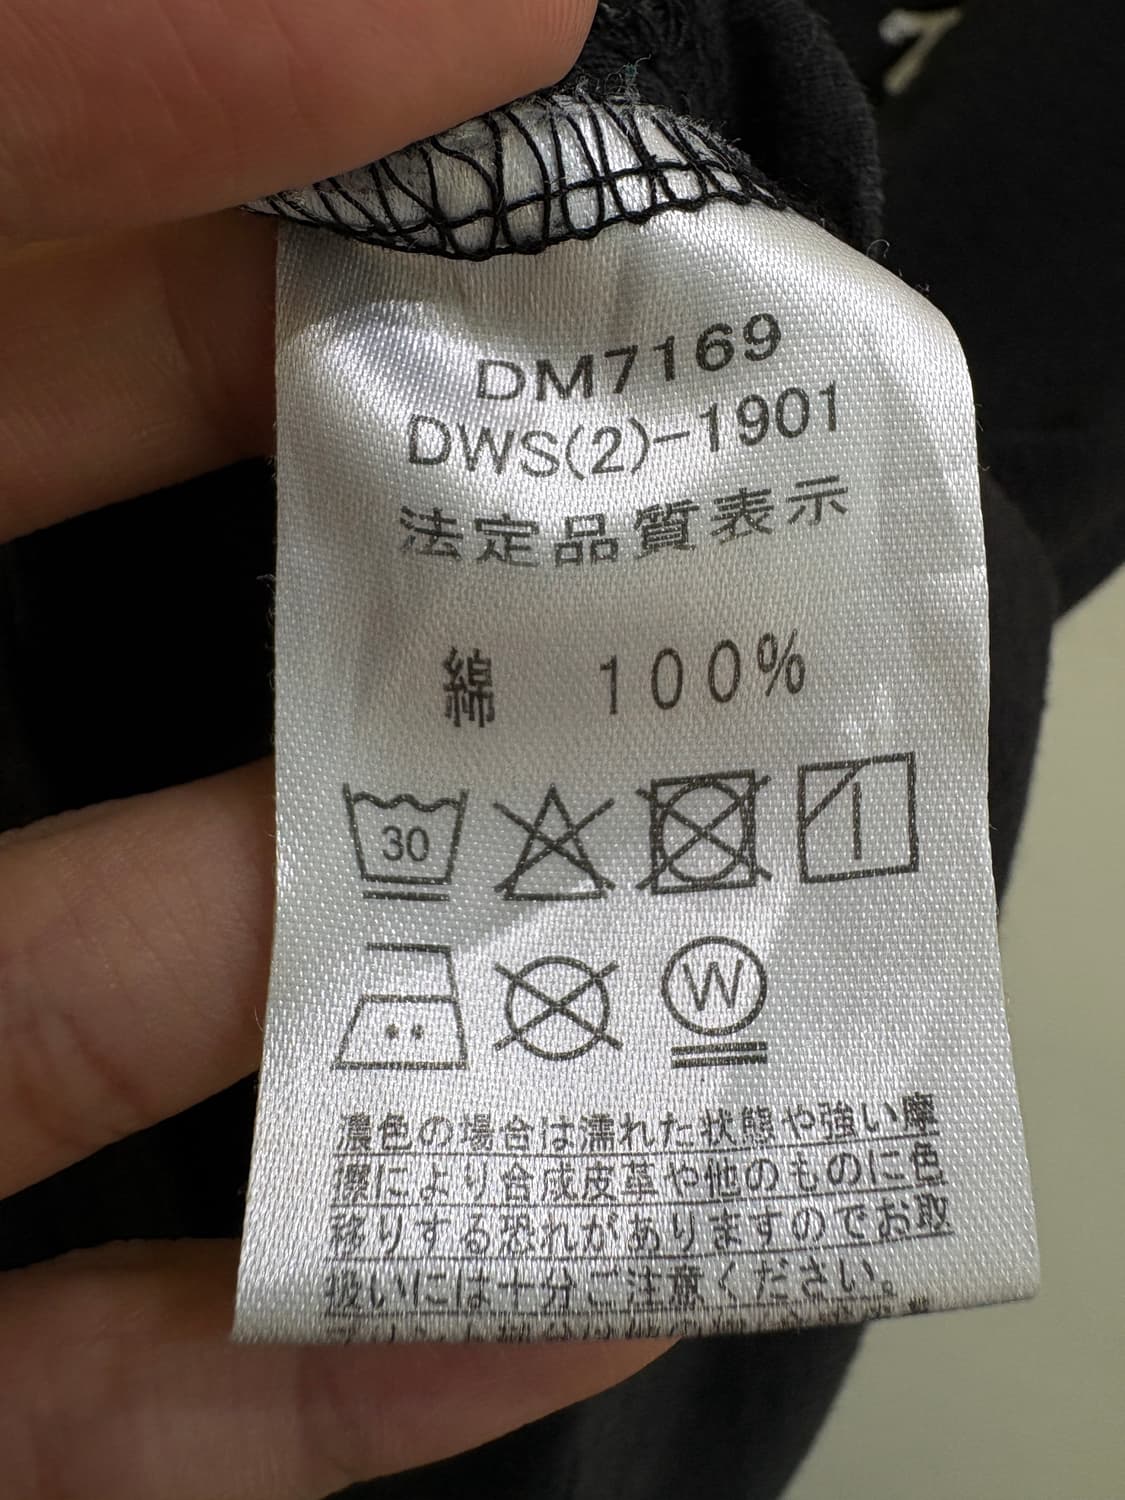 DM7169
DWS(2)-1901
法定品質表示
綿 100%
30
W
濃色の場合は濡れた状態や強い摩
擦により合成皮革や他のものに色
移りする恐れがありますのでお取
扱いには十分ご注意ください。